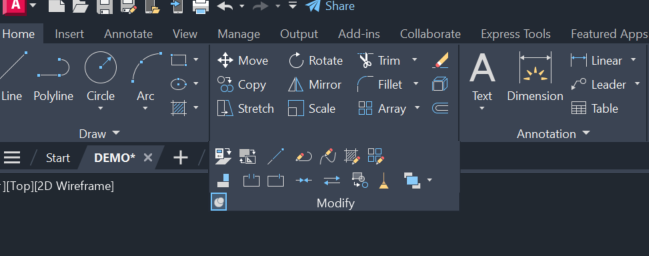 A Share
Home Insert Annotate View Manage Output Add-ins Collaborate Express Tools Featured Apps
Move Rotate Trim Linear
Copy Mirror Fillet Leader
Line Polyline Circle Arc Stretch Scale Array Text Dimension Table
Draw Annotation
Start DEMO*
][Top][2D Wireframe]
Modify